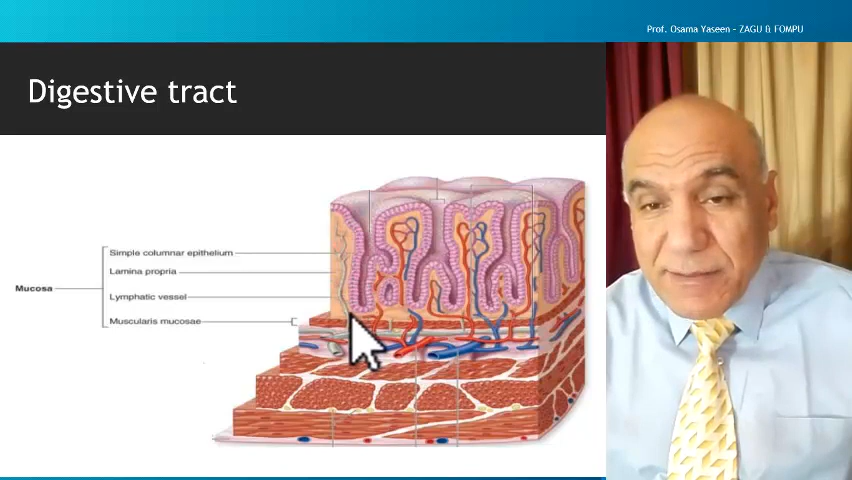 Prof. Osama Yaseen – ZAGU & FOMPU
Digestive tract
Simple columnar epithelium
Lamina propria
Mucosa
Lymphatic vessel
Muscularis mucosae